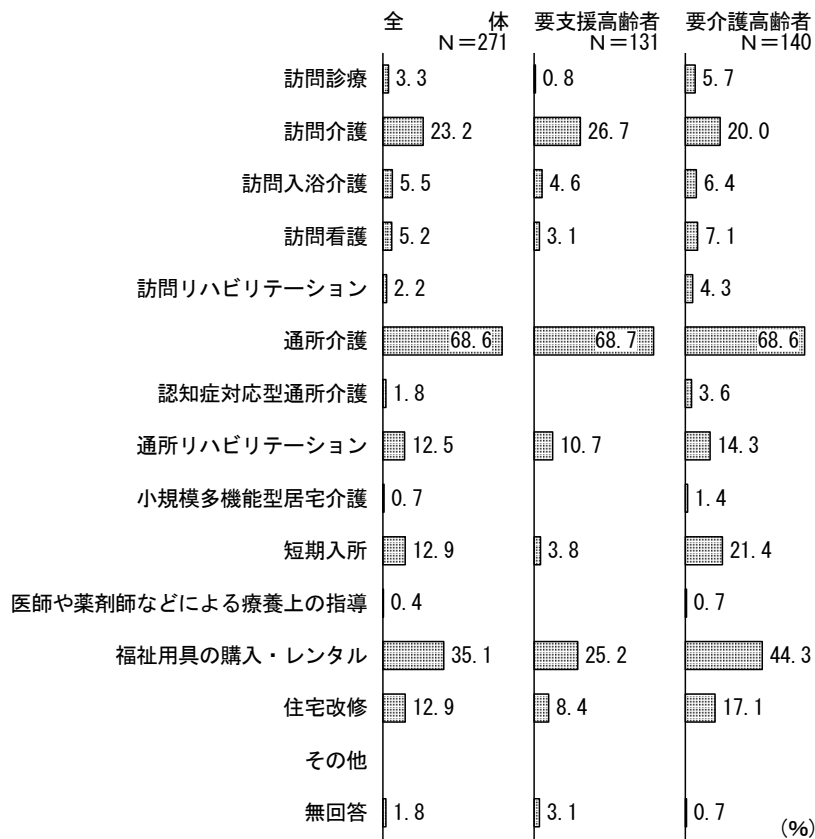 全　　　体　要支援高齢者　要介護高齢者
Ｎ＝271　Ｎ＝131　Ｎ＝140
訪問診療　3.3　0.8　5.7
訪問介護　23.2　26.7　20.0
訪問入浴介護　5.5　4.6　6.4
訪問看護　5.2　3.1　7.1
訪問リハビリテーション　2.2　4.3
通所介護　68.6　68.7　68.6
認知症対応型通所介護　1.8　3.6
通所リハビリテーション　12.5　10.7　14.3
小規模多機能型居宅介護　0.7　1.4
短期入所　12.9　3.8　21.4
医師や薬剤師などによる療養上の指導　0.4　0.7
福祉用具の購入・レンタル　35.1　25.2　44.3
住宅改修　12.9　8.4　17.1
その他
無回答　1.8　3.1　0.7
(%)